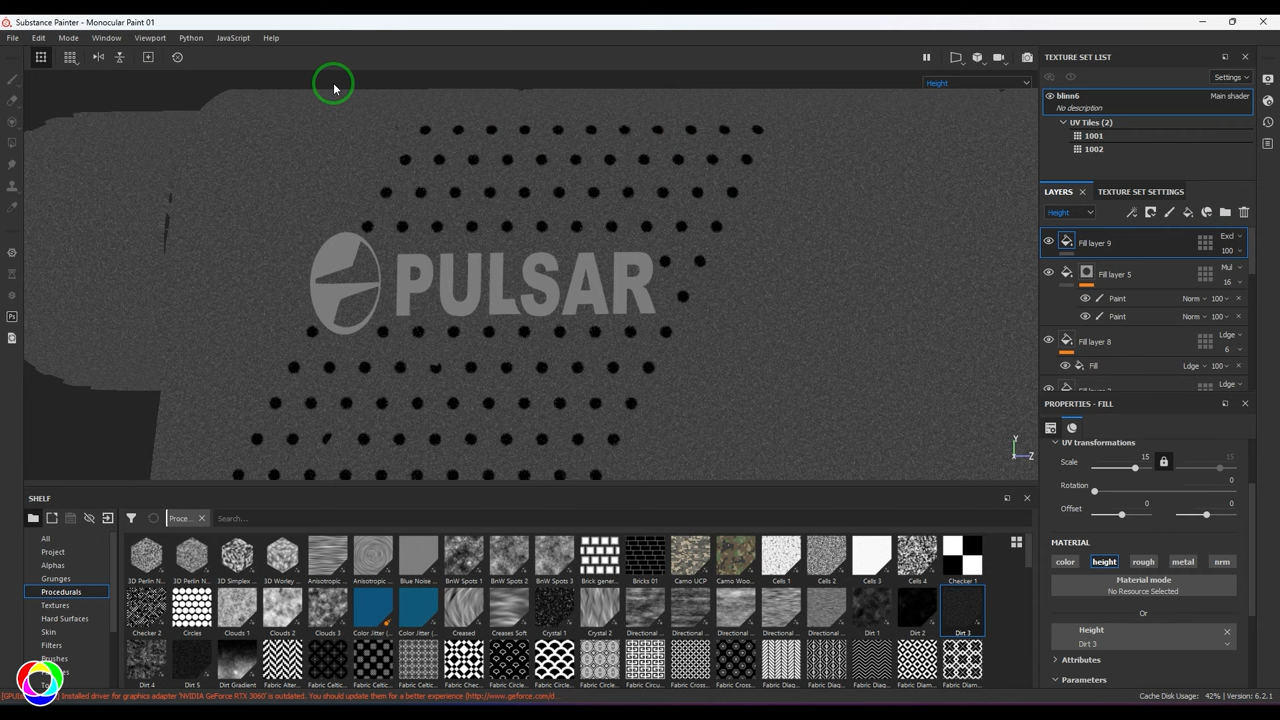 Substance Painter - Monocular Paint 01
File Edit Mode Window Viewport Python JavaScript Help
Height
PULSAR
TEXTURE SET LIST
Settings
blinn6 Main shader
No description
UV Tiles (2)
1001
1002
LAYERS TEXTURE SET SETTINGS
Height
Fill layer 9 Excl 100
Fill layer 5 Mul 16
Paint Norm 100
Paint Norm 100
Fill layer 8 Ldge 6
Fill Ldge 100
Ldge
PROPERTIES - FILL
UV transformations
Scale 15 15
Rotation 0
Offset 0 0
MATERIAL
color height rough metal nrm
Material mode
No Resource Selected
Or
Height
Dirt 3
Attributes
Parameters
SHELF
Proce... Search...
All
Project
Alphas
Grunges
Procedurals
Textures
Hard Surfaces
Skin
Filters
Brushes
3D Perlin N... 3D Perlin N... 3D Simplex ... 3D Worley ... Anisotropic ... Anisotropic ... Blue Noise ... BnW Spots 1 BnW Spots 2 BnW Spots 3 Brick gener... Bricks 01 Camo UCP Camo Woo... Cells 1 Cells 2 Cells 3 Cells 4 Checker 1
Checker 2 Circles Clouds 1 Clouds 2 Clouds 3 Color Jitter (... Color Jitter (... Creased Creases Soft Crystal 1 Crystal 2 Directional ... Directional ... Directional ... Directional ... Directional ... Dirt 1 Dirt 2 Dirt 3
Dirt 4 Dirt 5 Dirt Gradient Fabric Alter... Fabric Celtic... Fabric Celtic... Fabric Celtic... Fabric Chec... Fabric Circle... Fabric Circle... Fabric Circle... Fabric Circu... Fabric Cross... Fabric Cross... Fabric Diag... Fabric Diag... Fabric Diag... Fabric Diam... Fabric Diam...
Installed driver for graphics adapter 'NVIDIA GeForce RTX 3060' is outdated. You should update them for a better experience (http://www.geforce.com/d...
Cache Disk Usage: 42% | Version: 6.2.1